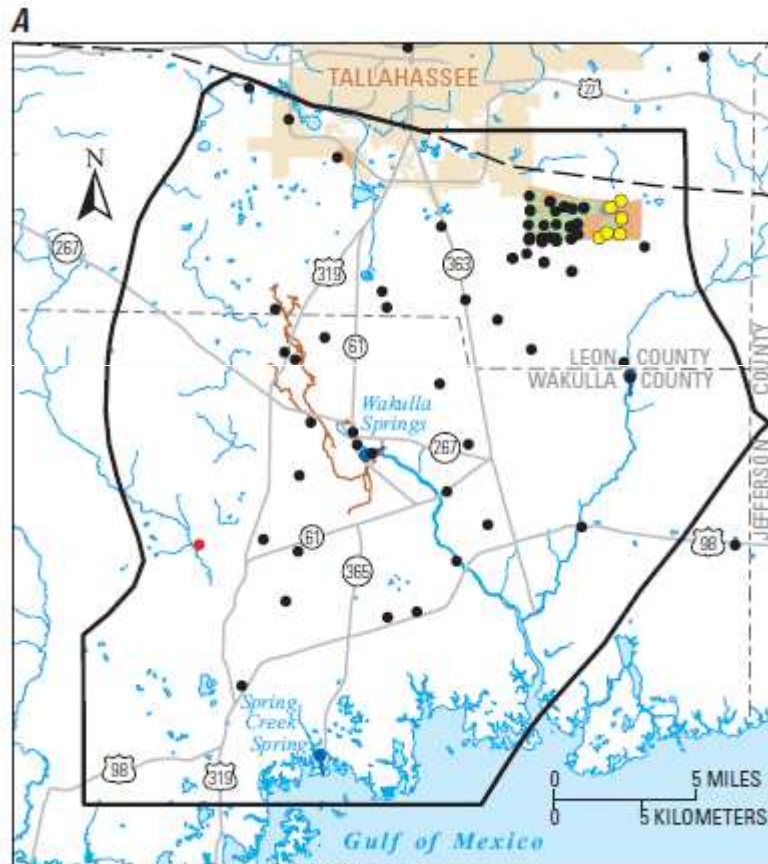 A
TALLAHASSEE
27
N
267
319
363
61
LEON COUNTY
WAKULLA COUNTY
JEFFERSON COUNTY
Wakulla
Springs
267
61
98
365
Spring
Creek
Spring
98
319
0 5 MILES
0 5 KILOMETERS
Gulf of Mexico